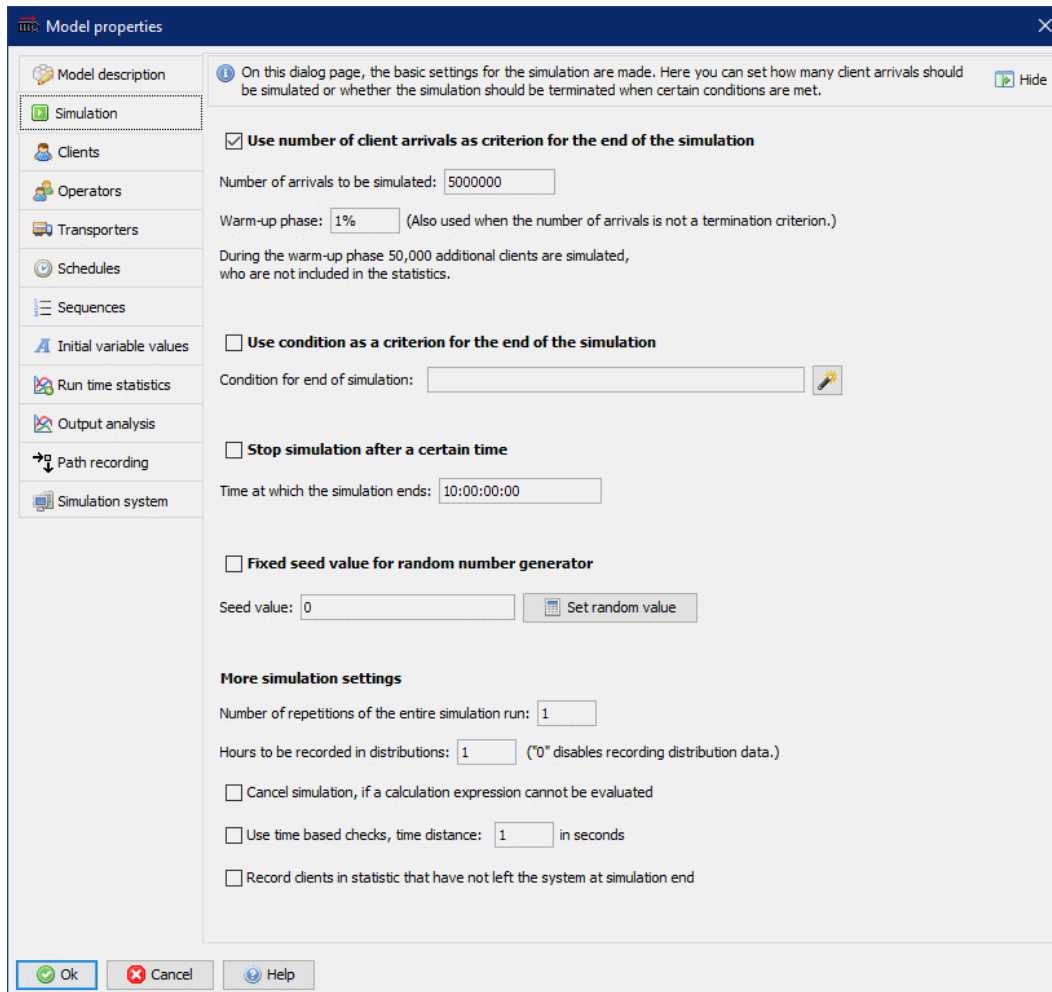 Model properties
Model description
Simulation
Clients
Operators
Transporters
Schedules
Sequences
Initial variable values
Run time statistics
Output analysis
Path recording
Simulation system
On this dialog page, the basic settings for the simulation are made. Here you can set how many client arrivals should
be simulated or whether the simulation should be terminated when certain conditions are met.
Hide
Use number of client arrivals as criterion for the end of the simulation
Number of arrivals to be simulated: 5000000
Warm-up phase: 1% (Also used when the number of arrivals is not a termination criterion.)
During the warm-up phase 50,000 additional clients are simulated,
who are not included in the statistics.
Use condition as a criterion for the end of the simulation
Condition for end of simulation:
Stop simulation after a certain time
Time at which the simulation ends: 10:00:00:00
Fixed seed value for random number generator
Seed value: 0 Set random value
More simulation settings
Number of repetitions of the entire simulation run: 1
Hours to be recorded in distributions: 1 ("0" disables recording distribution data.)
Cancel simulation, if a calculation expression cannot be evaluated
Use time based checks, time distance: 1 in seconds
Record clients in statistic that have not left the system at simulation end
Ok Cancel Help